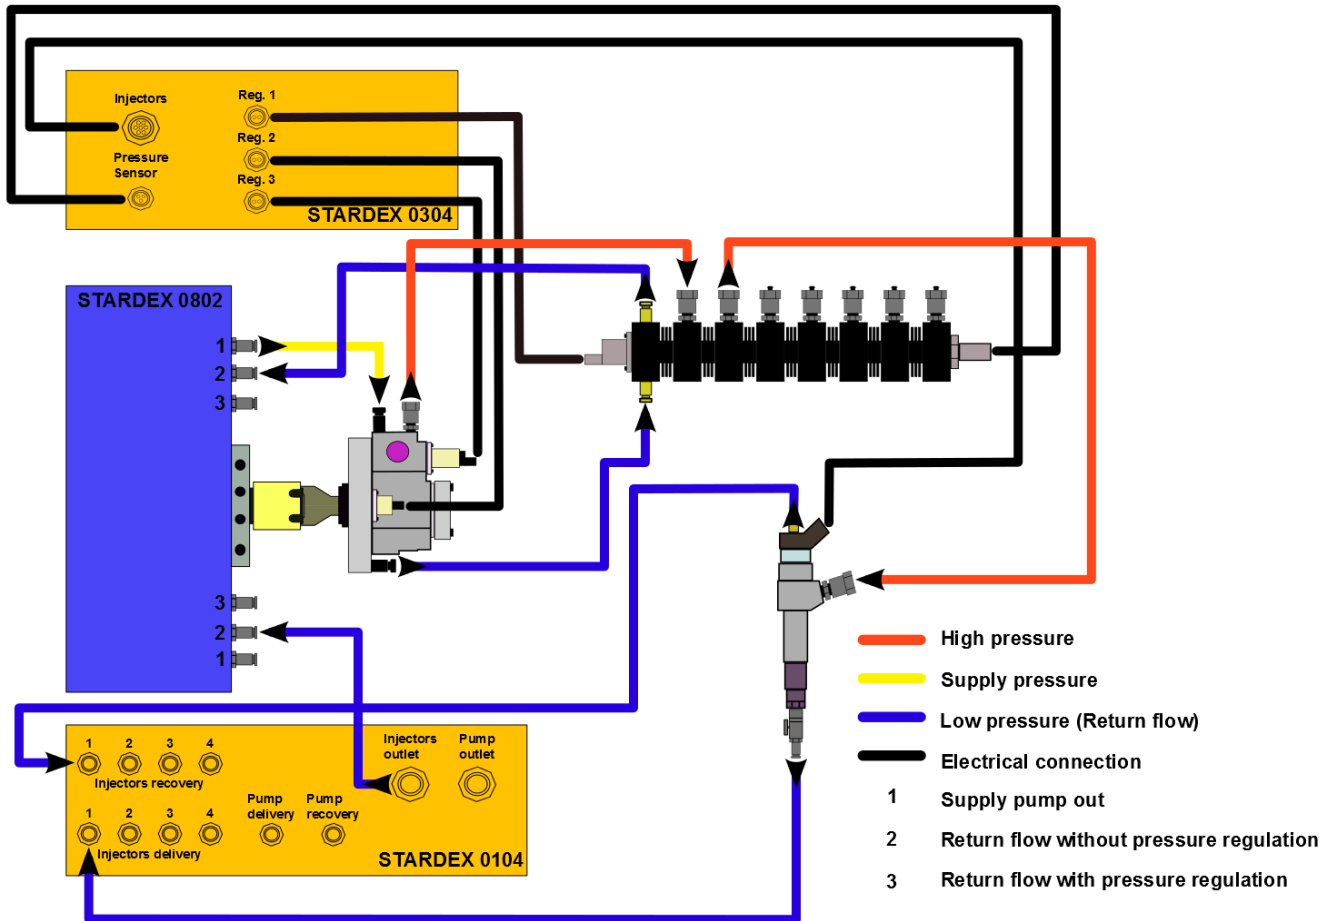 Injectors
Reg. 1
Reg. 2
Pressure
Sensor
Reg. 3
STARDEX 0304
STARDEX 0802
1
2
3
3
2
1
High pressure
Supply pressure
Low pressure (Return flow)
Electrical connection
1 Supply pump out
2 Return flow without pressure regulation
3 Return flow with pressure regulation
1 2 3 4
Injectors recovery
Injectors
outlet
Pump
outlet
1 2 3 4
Injectors delivery
Pump
delivery
Pump
recovery
STARDEX 0104